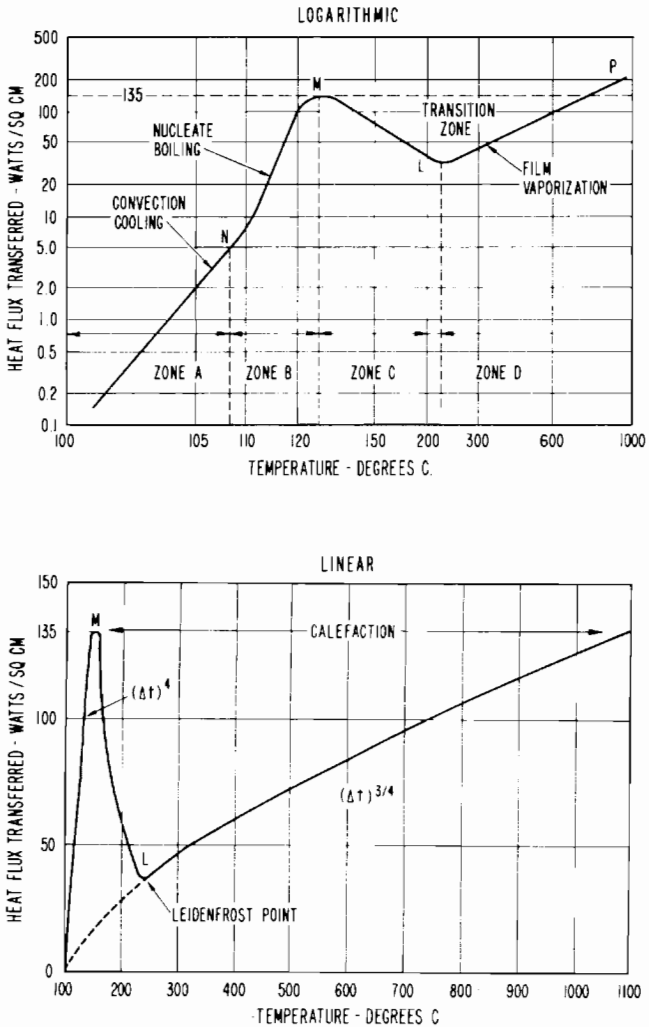 LOGARITHMIC
HEAT FLUX TRANSFERRED - WATTS / SQ CM
500
200
100
50
20
10
5.0
2.0
1.0
0.5
0.2
0.1
135
M
P
NUCLEATE
BOILING
TRANSITION
ZONE
L
FILM
VAPORIZATION
CONVECTION
COOLING
N
ZONE A
ZONE B
ZONE C
ZONE D
100 105 110 120 150 200 300 600 1000
TEMPERATURE - DEGREES C.
LINEAR
HEAT FLUX TRANSFERRED - WATTS / SQ CM
150
135
100
50
0
M
CALEFACTION
(Δt)4
(Δt)3/4
L
LEIDENFROST POINT
100 200 300 400 500 600 700 800 900 1000 1100
TEMPERATURE - DEGREES C